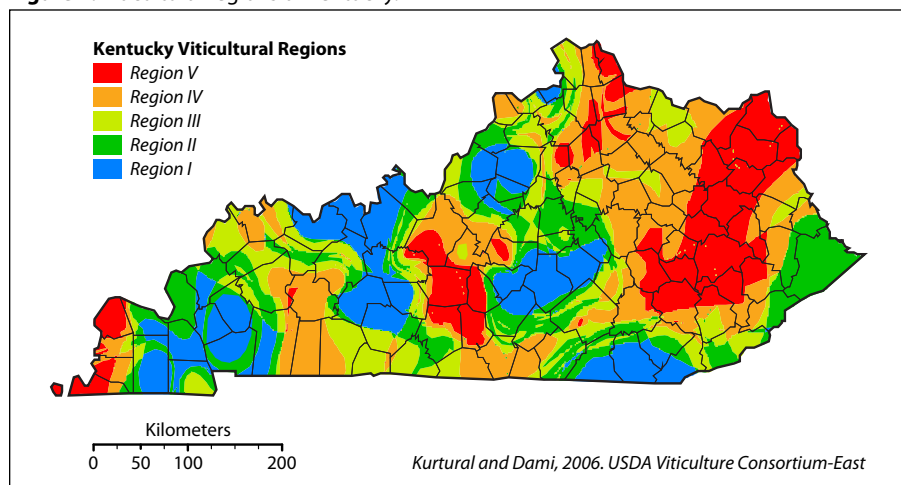 Kentucky Viticultural Regions
Region V
Region IV
Region III
Region II
Region I
Kilometers
0 50 100 200
Kurtural and Dami, 2006. USDA Viticulture Consortium-East